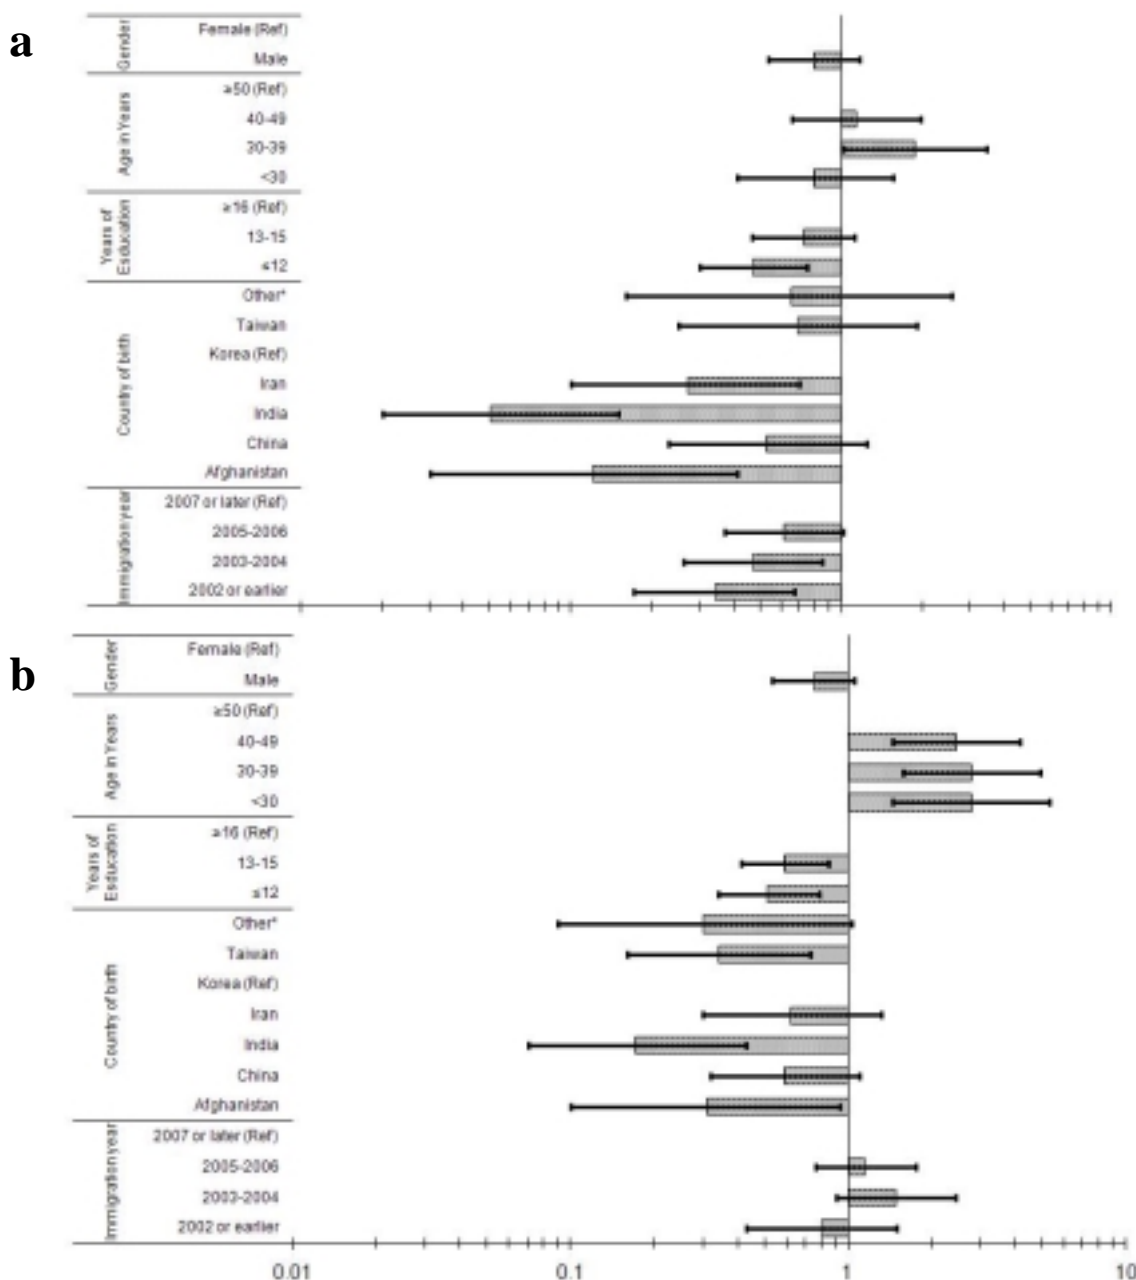 a
Gender
Female (Ref)
Male
Age in Years
≥50 (Ref)
40-49
30-39
<30
Years of
Esducation
≥16 (Ref)
13-15
≤12
Country of birth
Other*
Taiwan
Korea (Ref)
Iran
India
China
Afghanistan
Immigration year
2007 or later (Ref)
2005-2006
2003-2004
2002 or earlier
b
Gender
Female (Ref)
Male
Age in Years
≥50 (Ref)
40-49
30-39
<30
Years of
Esducation
≥16 (Ref)
13-15
≤12
Country of birth
Other*
Taiwan
Korea (Ref)
Iran
India
China
Afghanistan
Immigration year
2007 or later (Ref)
2005-2006
2003-2004
2002 or earlier
0.01 0.1 1 10